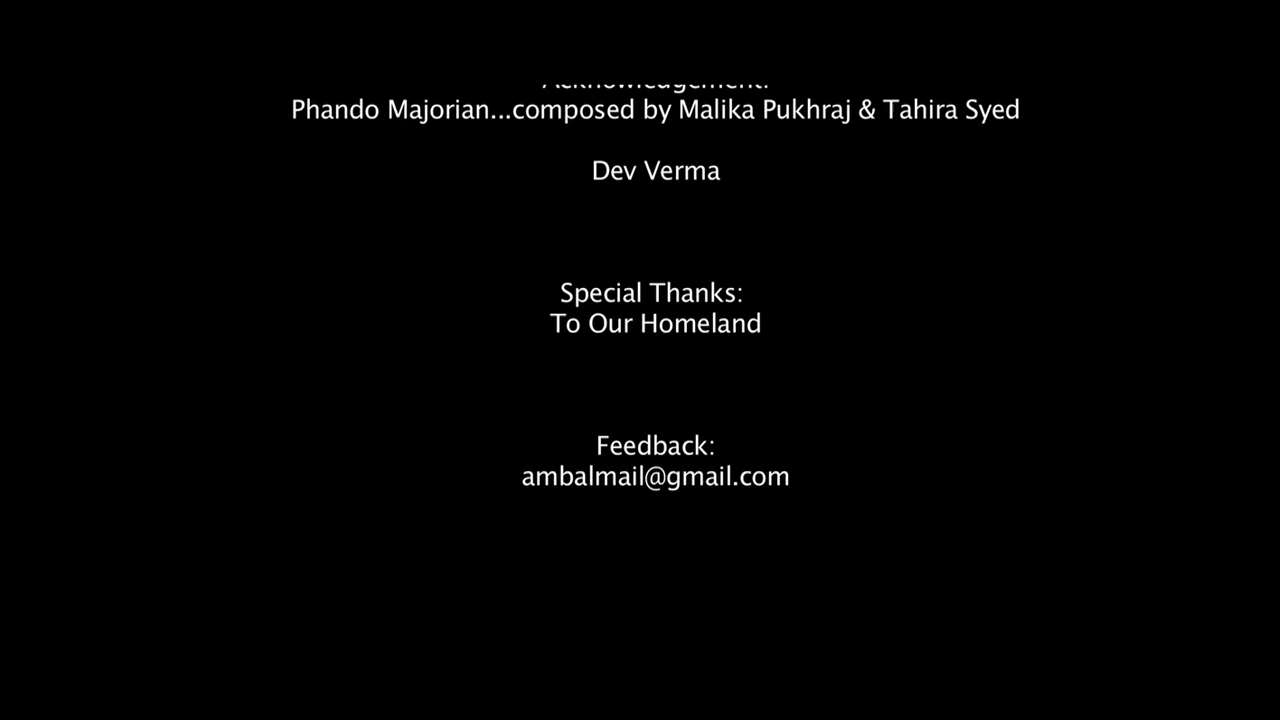 Acknowledgement:
Phando Majorian...composed by Malika Pukhraj & Tahira Syed
Dev Verma
Special Thanks:
To Our Homeland
Feedback:
ambalmail@gmail.com